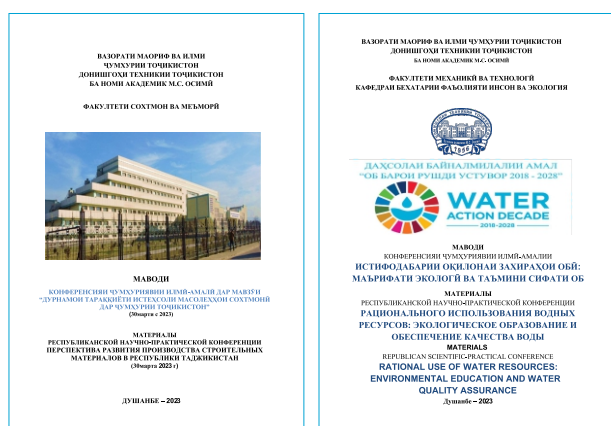 ВАЗОРАТИ МАОРИФ ВА ИЛМИ
ҶУМҲУРИИ ТОҶИКИСТОН
ДОНИШГОҲИ ТЕХНИКИИ ТОҶИКИСТОН
БА НОМИ АКАДЕМИК М.С. ОСИМӢ
ФАКУЛТЕТИ СОХТМОН ВА МЕЪМОРӢ
МАВОДИ
КОНФЕРЕНСИЯИ ҶУМҲУРИЯВИИ ИЛМӢ-АМАЛӢ ДАР МАВЗӮИ
“ДУРНАМОИ ТАРАҚҚИЁТИ ИСТЕҲСОЛИ МАСОЛЕҲҲОИ СОХТМОНӢ
ДАР ҶУМҲУРИИ ТОҶИКИСТОН”
(30марти с 2023)
МАТЕРИАЛЫ
РЕСПУБЛИКАНСКОЙ НАУЧНО-ПРАКТИЧЕСКОЙ КОНФЕРЕНЦИИ
ПЕРСПЕКТИВА РАЗВИТИЯ ПРОИЗВОДСТВА СТРОИТЕЛЬНЫХ
МАТЕРИАЛОВ В РЕСПУБЛИКИ ТАДЖИКИСТАН
(30марта 2023 г)
ДУШАНБЕ – 2023
ВАЗОРАТИ МАОРИФ ВА ИЛМИ ҶУМҲУРИИ ТОҶИКИСТОН
ДОНИШГОҲИ ТЕХНИКИИ ТОҶИКИСТОН
БА НОМИ АКАДЕМИК М.С. ОСИМӢ
ФАКУЛТЕТИ МЕХАНИКӢ ВА ТЕХНОЛОГӢ
КАФЕДРАИ БЕХАТАРИИ ФАЪОЛИЯТИ ИНСОН ВА ЭКОЛОГИЯ
1956
ДАҲСОЛАИ БАЙНАЛМИЛАЛИИ АМАЛ
“ОБ БАРОИ РУШДИ УСТУВОР 2018 - 2028”
WATER
ACTION DECADE
2018-2028
МАВОДИ
КОНФЕРЕНСИЯИ ҶУМҲУРИЯВИИ ИЛМӢ-АМАЛИИ
ИСТИФОДАБАРИИ ОҚИЛОНАИ ЗАХИРАҲОИ ОБӢ:
МАЪРИФАТИ ЭКОЛОГӢ ВА ТАЪМИНИ СИФАТИ ОБ
МАТЕРИАЛЫ
РЕСПУБЛИКАНСКОЙ НАУЧНО-ПРАКТИЧЕСКОЙ КОНФЕРЕНЦИИ
РАЦИОНАЛЬНОГО ИСПОЛЬЗОВАНИЯ ВОДНЫХ
РЕСУРСОВ: ЭКОЛОГИЧЕСКОЕ ОБРАЗОВАНИЕ И
ОБЕСПЕЧЕНИЕ КАЧЕСТВА ВОДЫ
MATERIALS
REPUBLICAN SCIENTIFIC-PRACTICAL CONFERENCE
RATIONAL USE OF WATER RESOURCES:
ENVIRONMENTAL EDUCATION AND WATER
QUALITY ASSURANCE
Душанбе – 2023